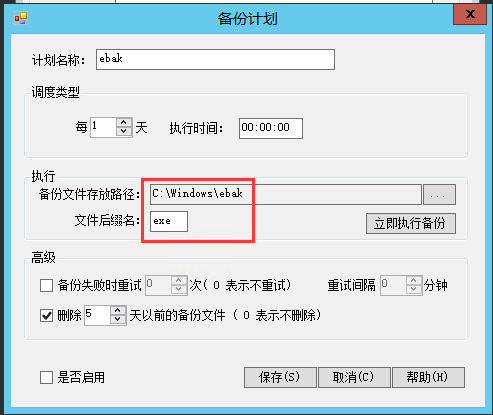 备份计划
计划名称： ebak
调度类型
每 1 天 执行时间： 00:00:00
执行
备份文件存放路径： C:\Windows\ebak ...
文件后缀名： exe 立即执行备份
高级
备份失败时重试 0 次( 0 表示不重试) 重试间隔 0 分钟
删除 5 天以前的备份文件 ( 0 表示不删除)
是否启用 保存(S) 取消(C) 帮助(H)